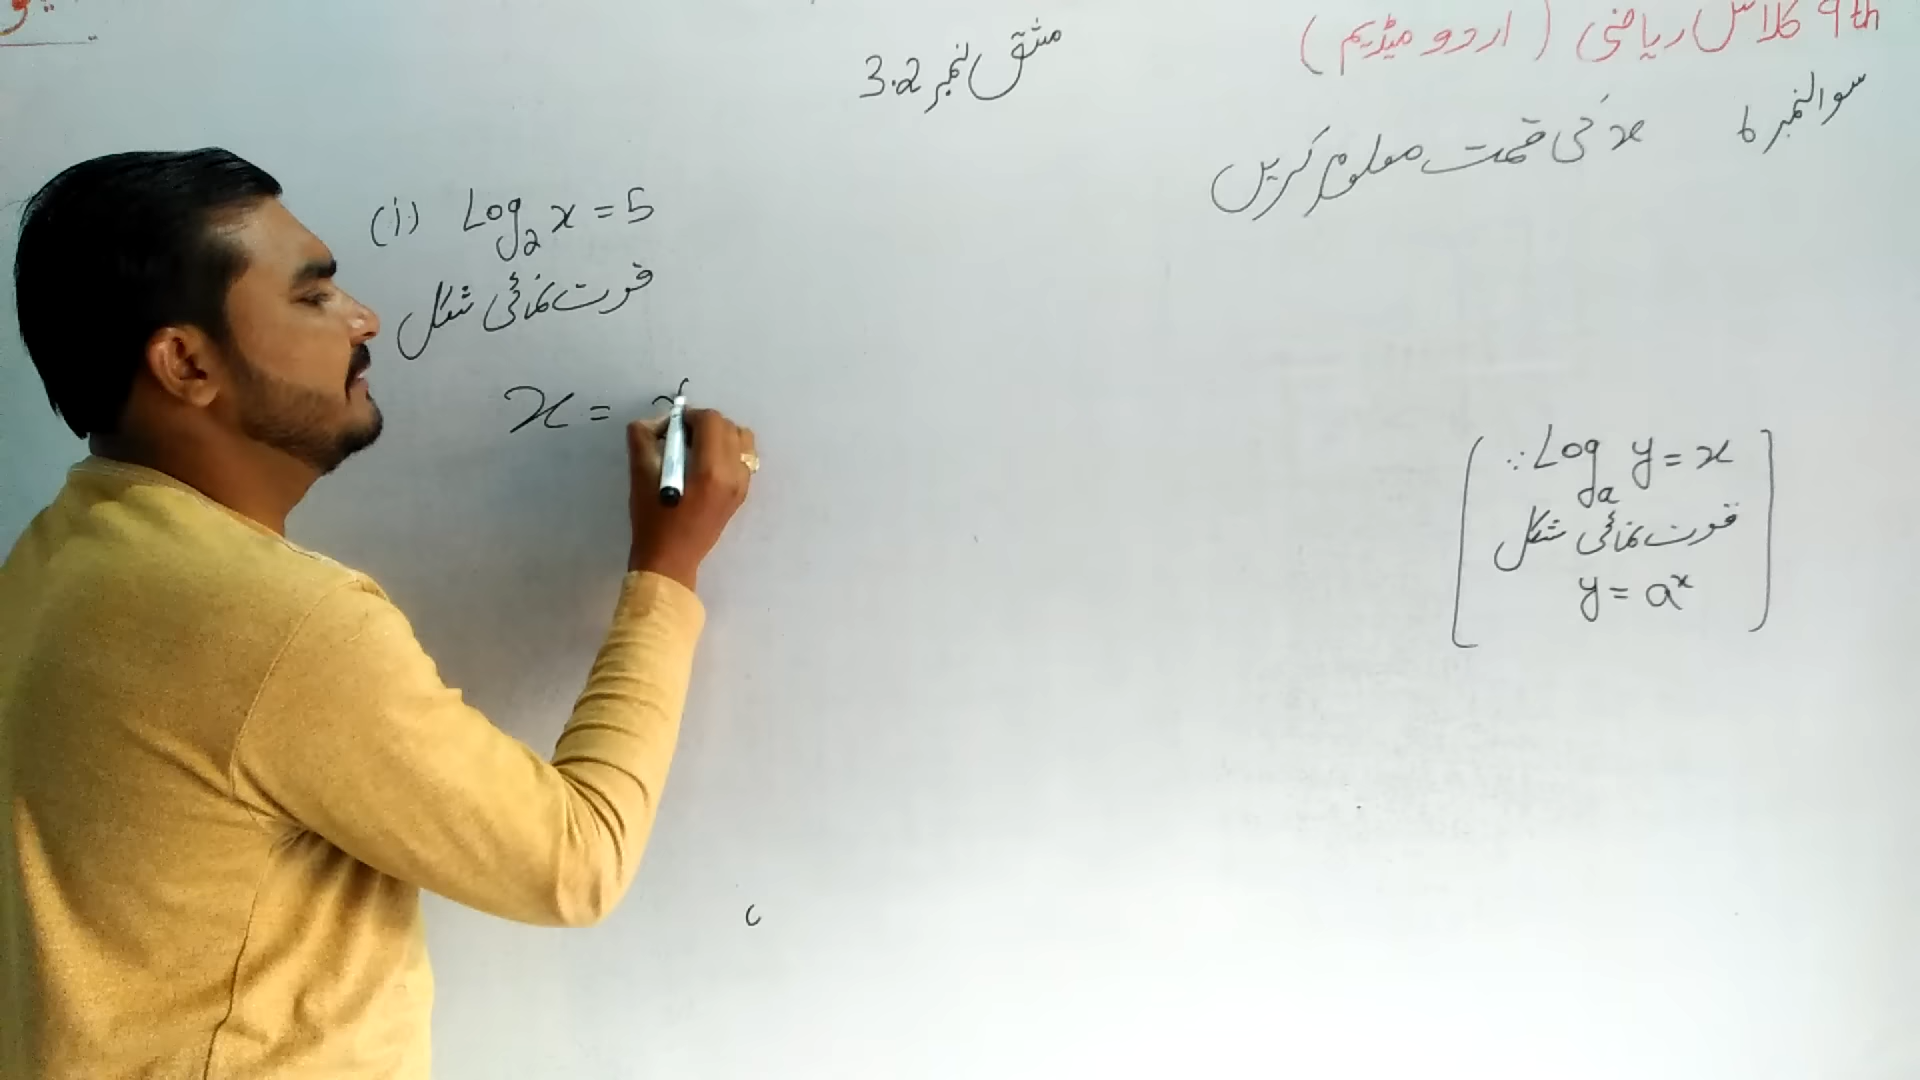 9th کلاس ریاضی ( اردو میڈیم )
مشق نمبر 3.2
سوال نمبر 6 x کی قیمت معلوم کریں
(i) Log₂ x = 5
قوت نمائی شکل
x =
∵ Logₐ y = x
قوت نمائی شکل
y = aˣ